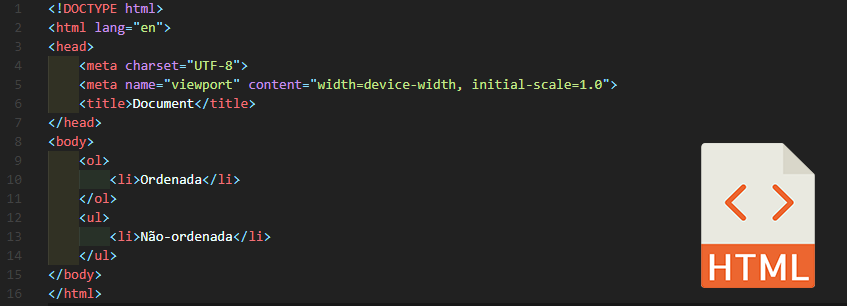 1 <!DOCTYPE html>
2 <html lang="en">
3 <head>
4 <meta charset="UTF-8">
5 <meta name="viewport" content="width=device-width, initial-scale=1.0">
6 <title>Document</title>
7 </head>
8 <body>
9 <ol>
10 <li>Ordenada</li>
11 </ol>
12 <ul>
13 <li>Não-ordenada</li>
14 </ul>
15 </body>
16 </html>
< >
HTML